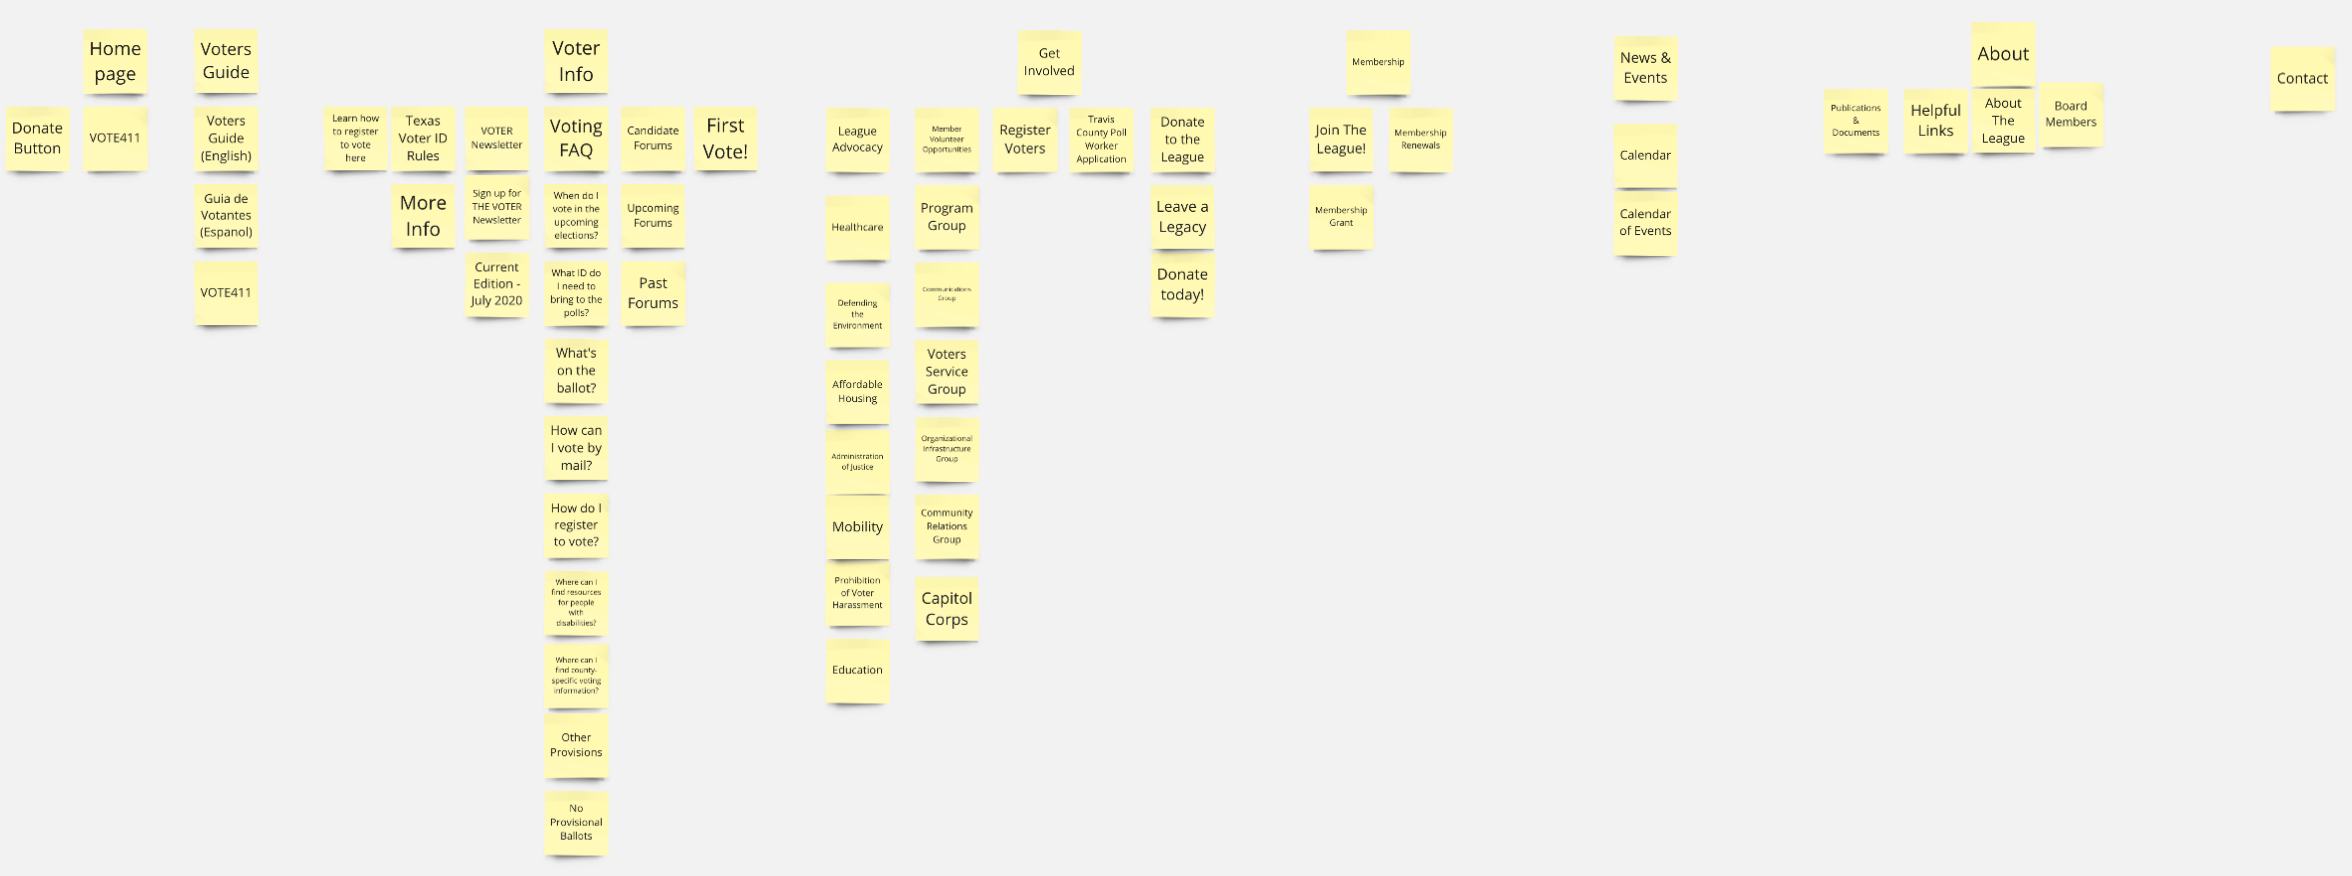 Home
page
Donate
Button
VOTE411
Voters
Guide
Voters
Guide
(English)
Guia de
Votantes
(Espanol)
VOTE411
Voter
Info
Learn how
to register
to vote
here
Texas
Voter ID
Rules
More
Info
VOTER
Newsletter
Sign up for
THE VOTER
Newsletter
Current
Edition -
July 2020
Voting
FAQ
When do I
vote in the
upcoming
elections?
What ID do
I need to
bring to the
polls?
What's
on the
ballot?
How can
I vote by
mail?
How do I
register
to vote?
Where can I
find resources
for people
with
disabilities?
Where can I
find county-
specific voting
information?
Other
Provisions
No
Provisional
Ballots
Candidate
Forums
Upcoming
Forums
Past
Forums
First
Vote!
Get
Involved
League
Advocacy
Healthcare
Defending
the
Environment
Affordable
Housing
Administration
of Justice
Mobility
Prohibition
of Voter
Harassment
Education
Member
Volunteer
Opportunities
Program
Group
Communications
Group
Voters
Service
Group
Organizational
Infrastructure
Group
Community
Relations
Group
Capitol
Corps
Register
Voters
Travis
County Poll
Worker
Application
Donate
to the
League
Leave a
Legacy
Donate
today!
Membership
Join The
League!
Membership
Grant
Membership
Renewals
News &
Events
Calendar
Calendar
of Events
About
Publications
&
Documents
Helpful
Links
About
The
League
Board
Members
Contact